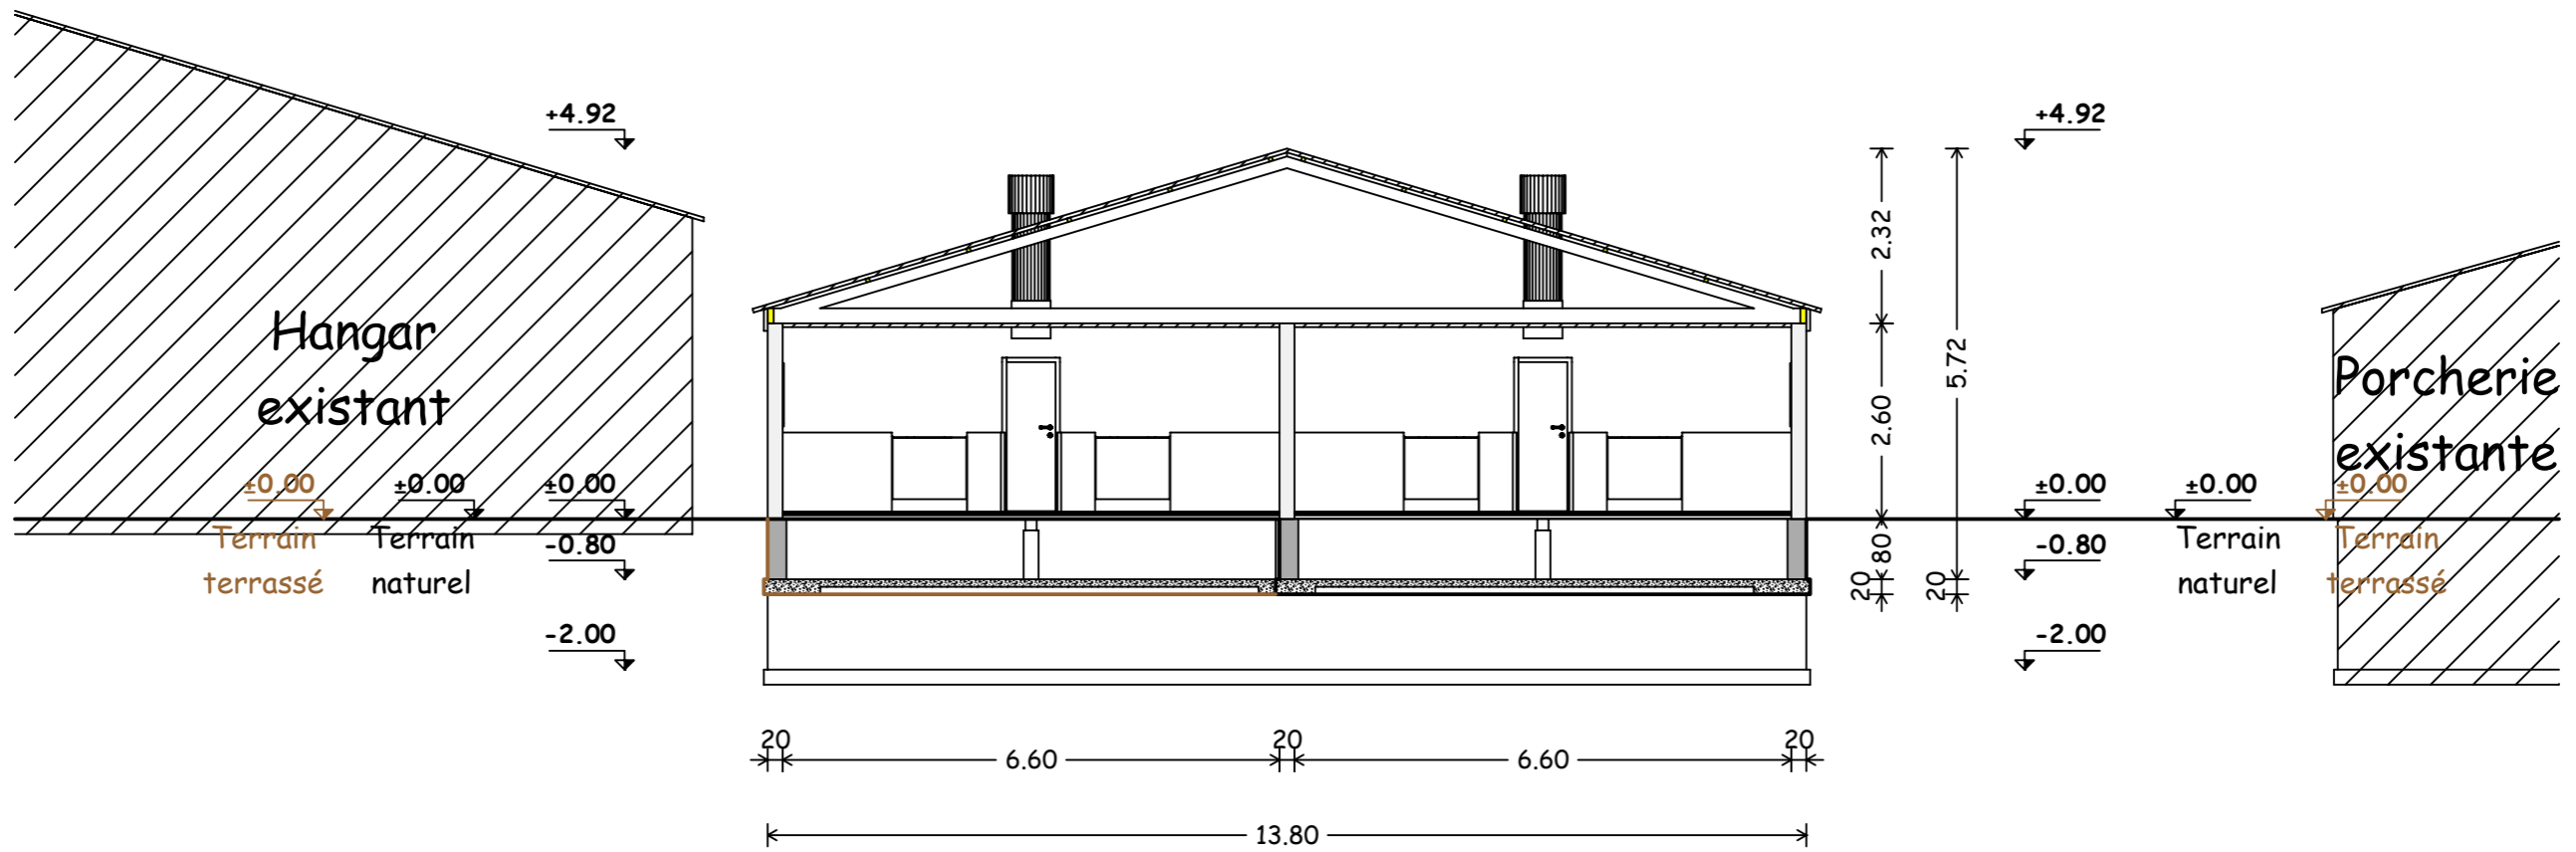 +4.92
+4.92
2.32
Hangar
existant
5.72
2.60
Porcherie
existante
±0.00
±0.00
±0.00
±0.00
±0.00
±0.00
Terrain
terrassé
Terrain
naturel
-0.80
80
-0.80
Terrain
naturel
Terrain
terrassé
20
20
-2.00
-2.00
20
6.60
20
6.60
20
13.80